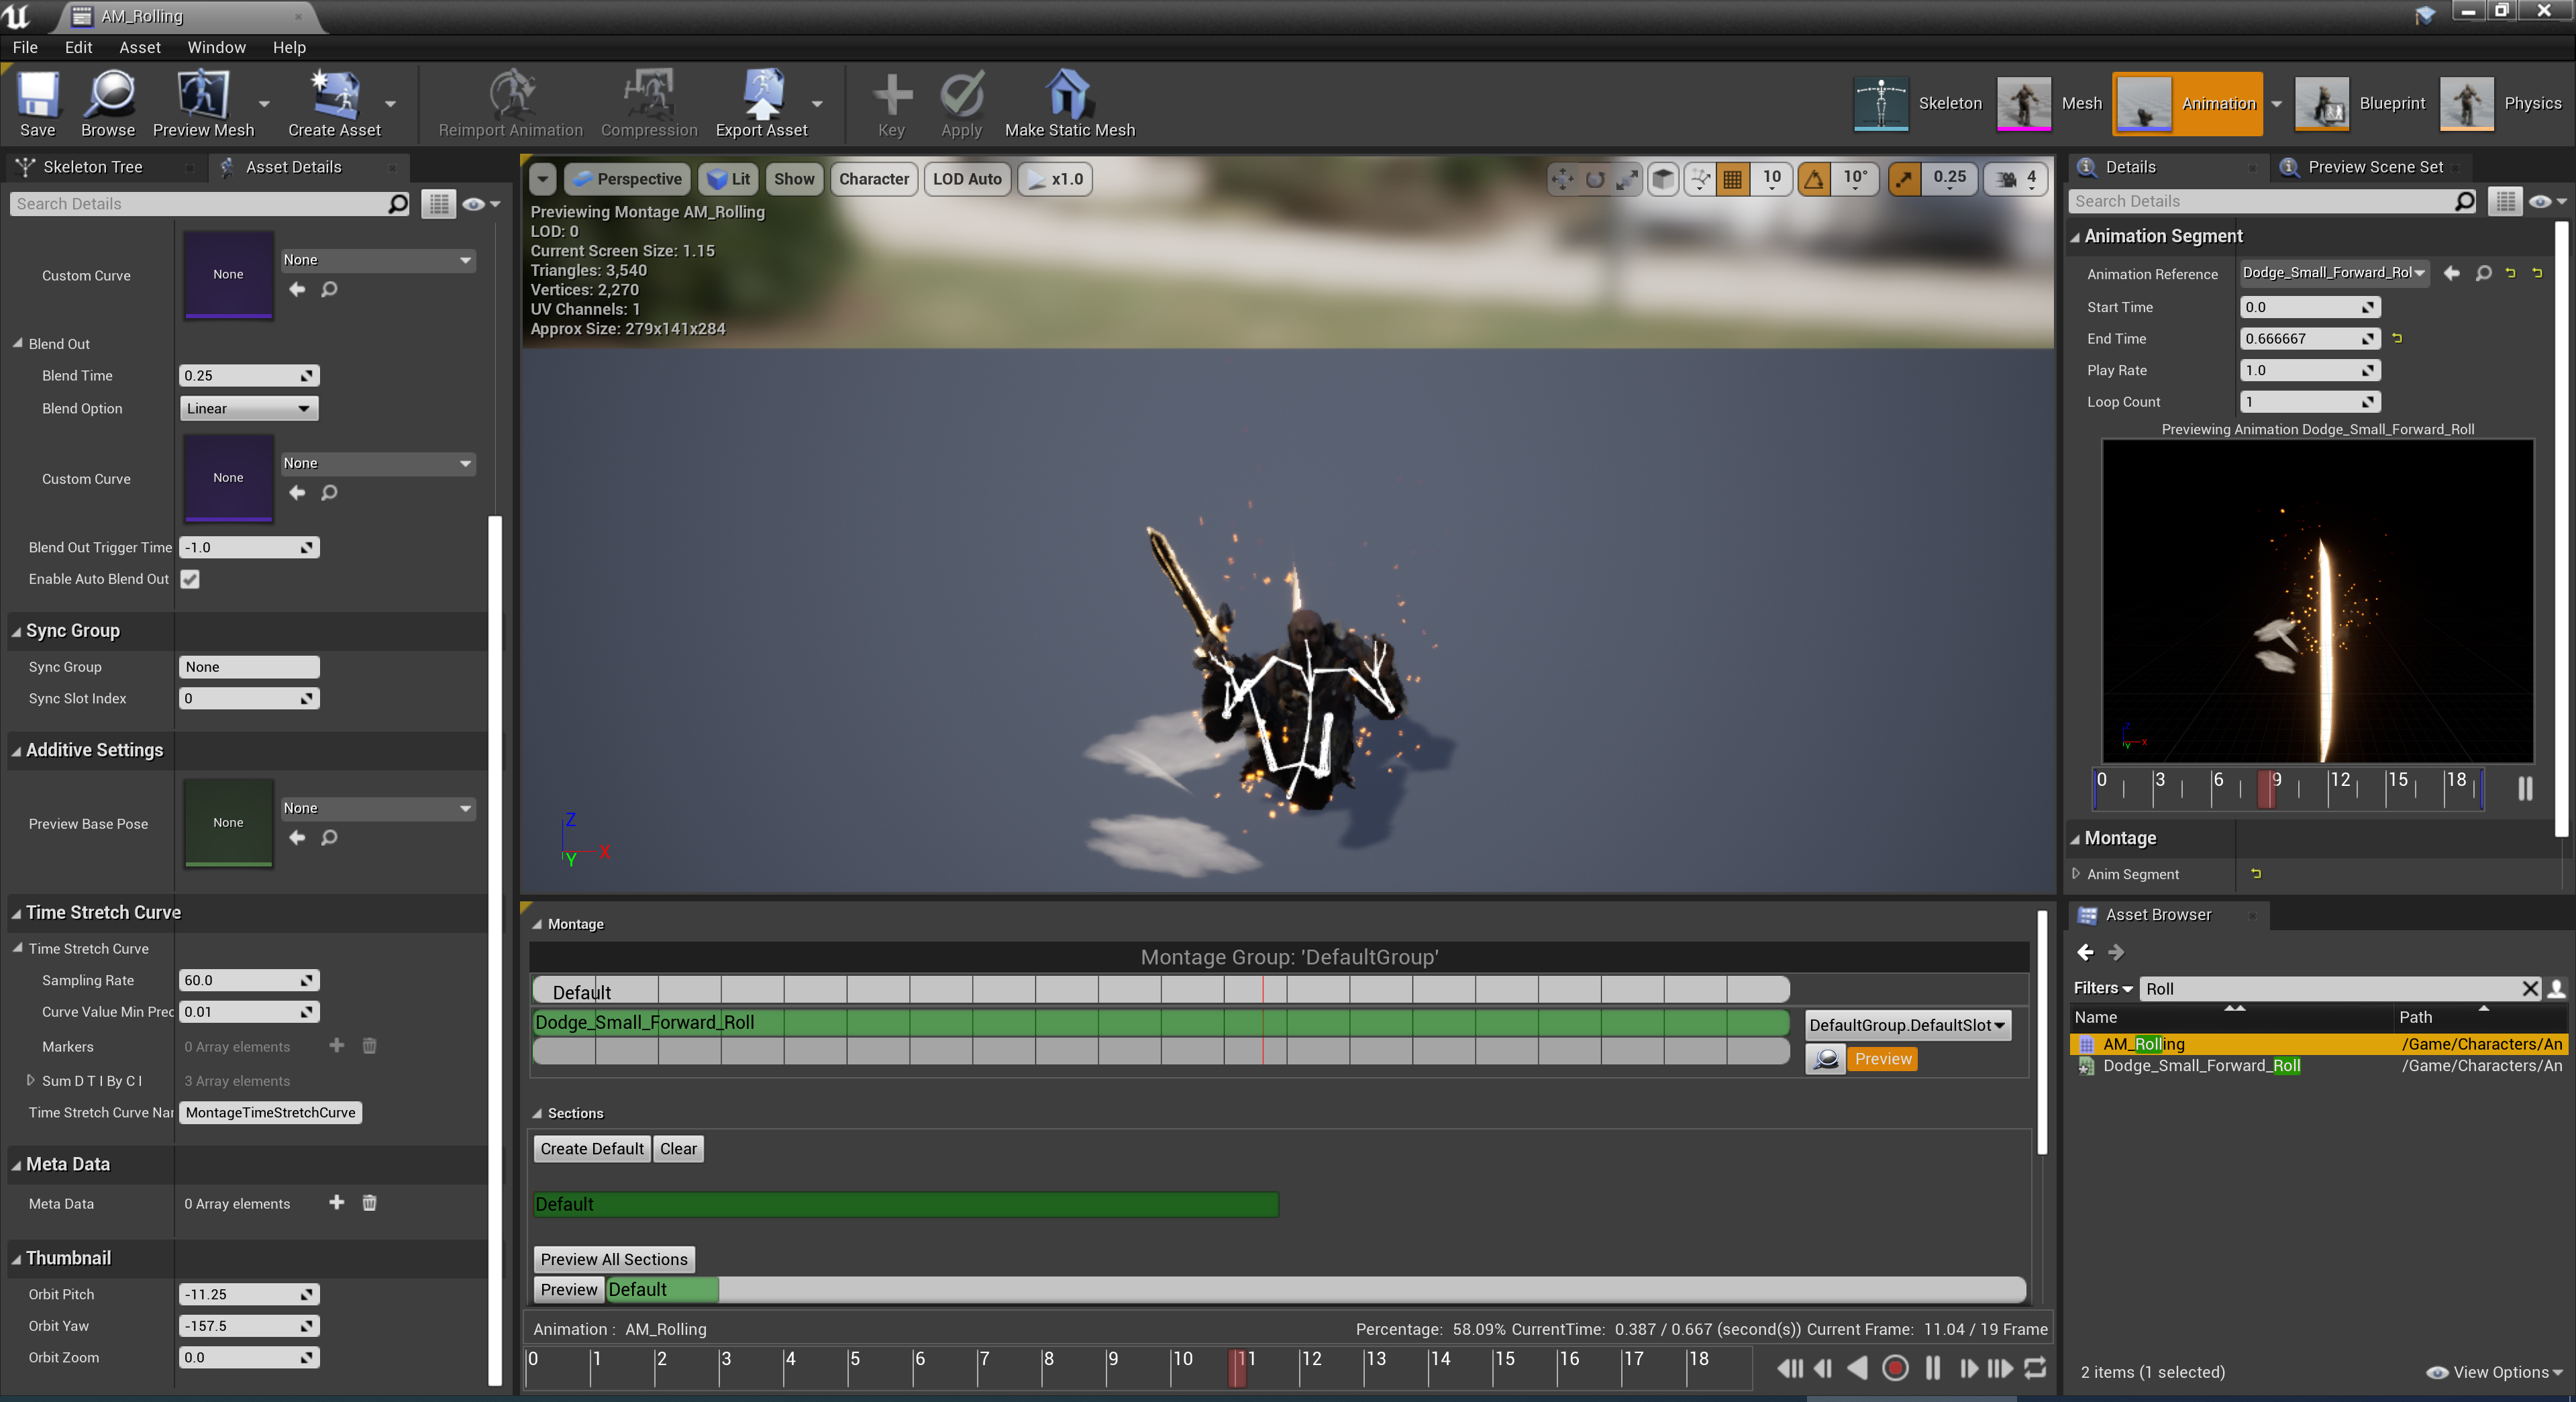 AM_Rolling
File Edit Asset Window Help
Save Browse Preview Mesh Create Asset Reimport Animation Compression Export Asset Key Apply Make Static Mesh
Skeleton Mesh Animation Blueprint Physics
Skeleton Tree Asset Details
Search Details
Custom Curve None None
Blend Out
Blend Time 0.25
Blend Option Linear
Custom Curve None None
Blend Out Trigger Time -1.0
Enable Auto Blend Out
Sync Group
Sync Group None
Sync Slot Index 0
Additive Settings
Preview Base Pose None None
Time Stretch Curve
Time Stretch Curve
Sampling Rate 60.0
Curve Value Min Prec 0.01
Markers 0 Array elements
Sum D T I By C I 3 Array elements
Time Stretch Curve Nar MontageTimeStretchCurve
Meta Data
Meta Data 0 Array elements
Thumbnail
Orbit Pitch -11.25
Orbit Yaw -157.5
Orbit Zoom 0.0
Perspective Lit Show Character LOD Auto x1.0 10 10° 0.25 4
Previewing Montage AM_Rolling
LOD: 0
Current Screen Size: 1.15
Triangles: 3,540
Vertices: 2,270
UV Channels: 1
Approx Size: 279x141x284
Z
Y X
Montage
Montage Group: 'DefaultGroup'
Default
Dodge_Small_Forward_Roll
DefaultGroup.DefaultSlot
Preview
Sections
Create Default Clear
Default
Preview All Sections
Preview Default
Animation : AM_Rolling Percentage: 58.09% CurrentTime: 0.387 / 0.667 (second(s)) Current Frame: 11.04 / 19 Frame
0 1 2 3 4 5 6 7 8 9 10 11 12 13 14 15 16 17 18
Details Preview Scene Set
Search Details
Animation Segment
Animation Reference Dodge_Small_Forward_Rol
Start Time 0.0
End Time 0.666667
Play Rate 1.0
Loop Count 1
Previewing Animation Dodge_Small_Forward_Roll
Z
Y X
0 3 6 9 12 15 18
Montage
Anim Segment
Asset Browser
Filters Roll
Name Path
AM_Rolling /Game/Characters/An
Dodge_Small_Forward_Roll /Game/Characters/An
2 items (1 selected) View Options